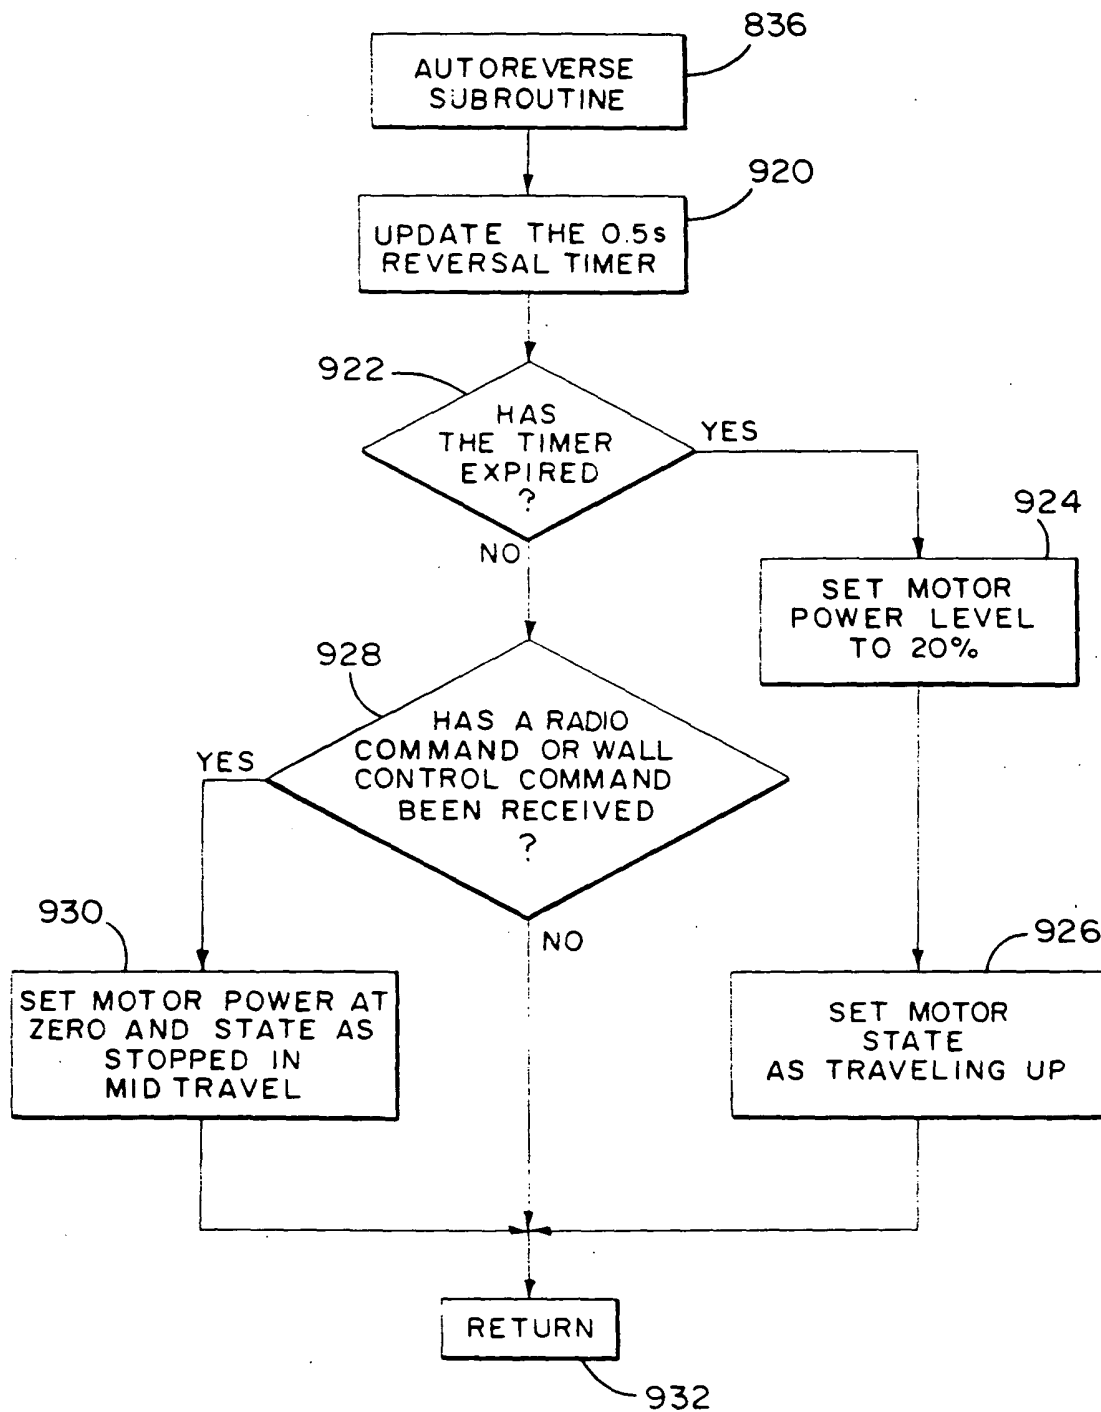 836
AUTOREVERSE
SUBROUTINE
920
UPDATE THE 0.5s
REVERSAL TIMER
922
HAS
THE TIMER
EXPIRED
?
YES
NO
924
SET MOTOR
POWER LEVEL
TO 20%
928
HAS A RADIO
COMMAND OR WALL
CONTROL COMMAND
BEEN RECEIVED
?
YES
NO
930
SET MOTOR POWER AT
ZERO AND STATE AS
STOPPED IN
MID TRAVEL
926
SET MOTOR
STATE
AS TRAVELING UP
RETURN
932